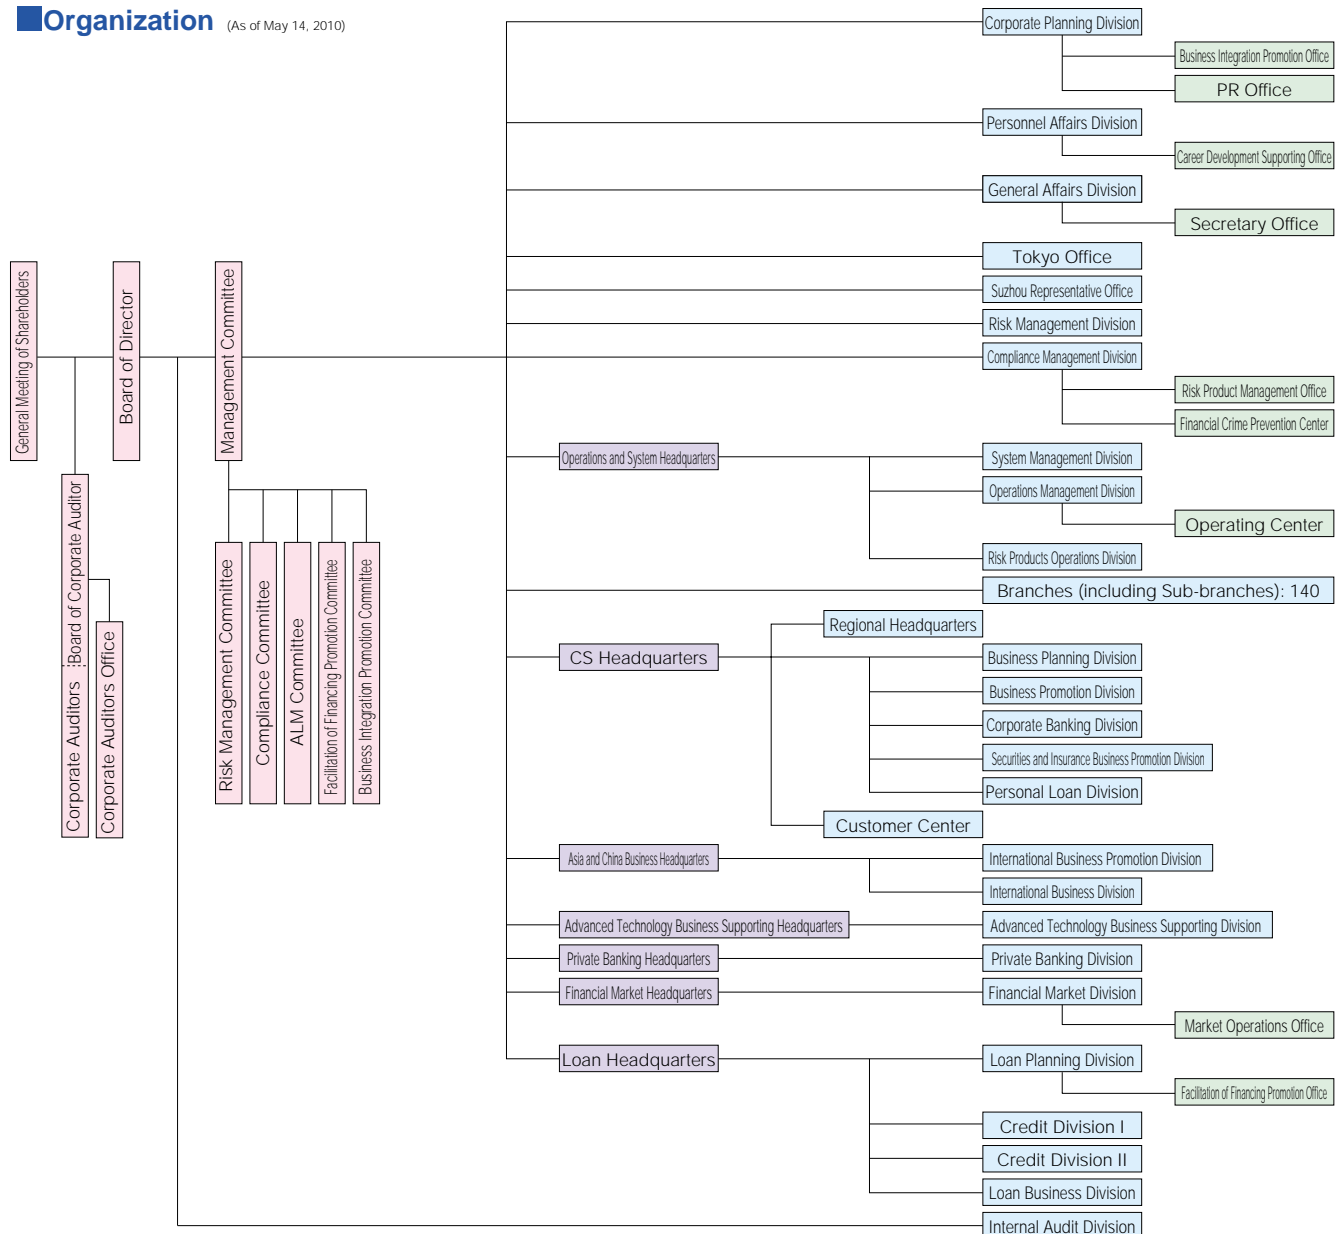 Organization (As of May 14, 2010)
Corporate Planning Division
Business Integration Promotion Office
PR Office
Personnel Affairs Division
Career Development Supporting Office
General Affairs Division
Secretary Office
Tokyo Office
Suzhou Representative Office
Risk Management Division
Compliance Management Division
Risk Product Management Office
Financial Crime Prevention Center
General Meeting of Shareholders
Board of Director
Management Committee
Board of Corporate Auditor
Corporate Auditors
Corporate Auditors Office
Risk Management Committee
Compliance Committee
ALM Committee
Facilitation of Financing Promotion Committee
Business Integration Promotion Committee
Operations and System Headquarters
System Management Division
Operations Management Division
Operating Center
Risk Products Operations Division
Branches (including Sub-branches): 140
Regional Headquarters
CS Headquarters
Business Planning Division
Business Promotion Division
Corporate Banking Division
Securities and Insurance Business Promotion Division
Personal Loan Division
Customer Center
Asia and China Business Headquarters
International Business Promotion Division
International Business Division
Advanced Technology Business Supporting Headquarters
Advanced Technology Business Supporting Division
Private Banking Headquarters
Private Banking Division
Financial Market Headquarters
Financial Market Division
Market Operations Office
Loan Headquarters
Loan Planning Division
Facilitation of Financing Promotion Office
Credit Division I
Credit Division II
Loan Business Division
Internal Audit Division